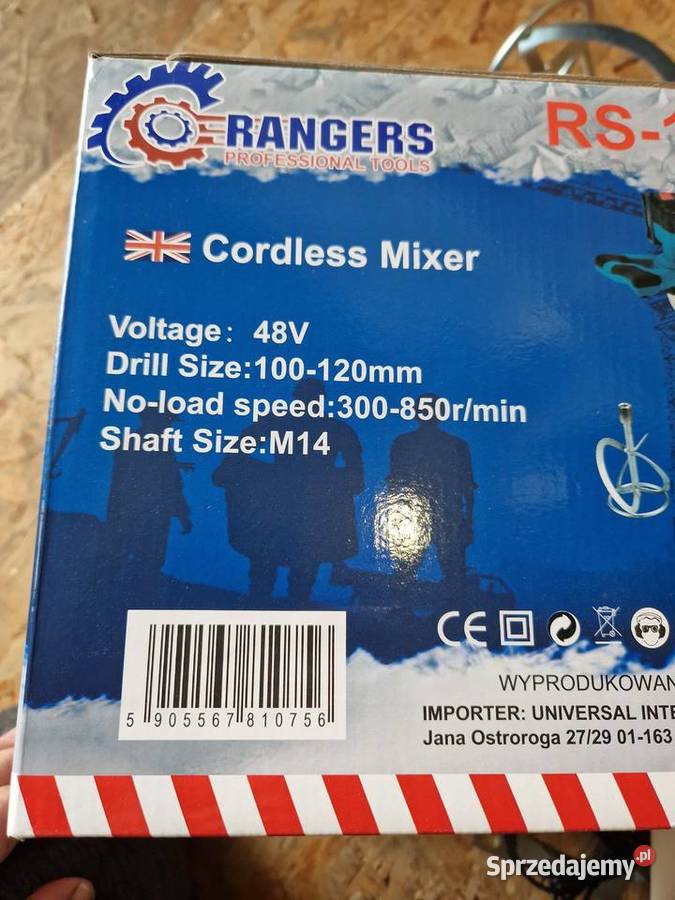 RANGERS
PROFESSIONAL TOOLS
RS-1
Cordless Mixer
Voltage: 48V
Drill Size:100-120mm
No-load speed:300-850r/min
Shaft Size:M14
CE
5 905567 810756
WYPRODUKOWAN
IMPORTER: UNIVERSAL INTE
Jana Ostroroga 27/29 01-163
Sprzedajemy.pl